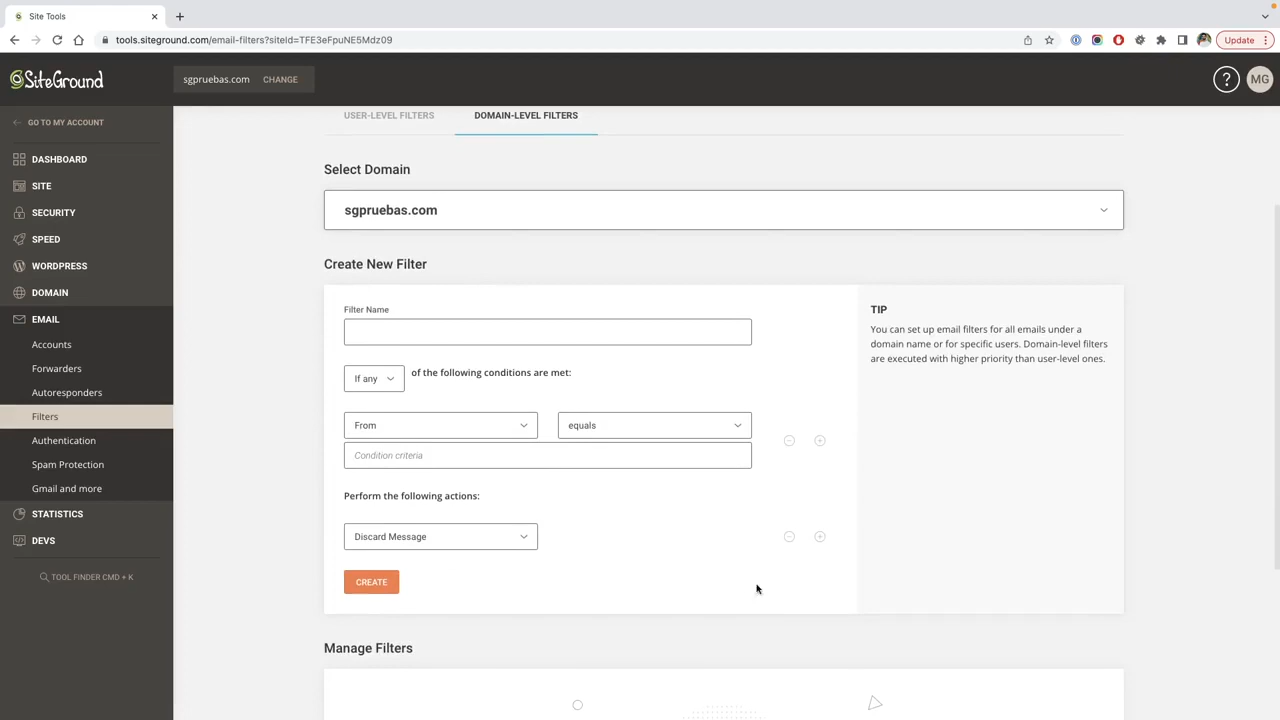 Site Tools
tools.siteground.com/email-filters?siteId=TFE3eFpuNE5Mdz09
Update
SiteGround
sgpruebas.com CHANGE
?
MG
GO TO MY ACCOUNT
DASHBOARD
SITE
SECURITY
SPEED
WORDPRESS
DOMAIN
EMAIL
Accounts
Forwarders
Autoresponders
Filters
Authentication
Spam Protection
Gmail and more
STATISTICS
DEVS
TOOL FINDER CMD + K
USER-LEVEL FILTERS
DOMAIN-LEVEL FILTERS
Select Domain
sgpruebas.com
Create New Filter
Filter Name
If any of the following conditions are met:
From
equals
Condition criteria
Perform the following actions:
Discard Message
CREATE
TIP
You can set up email filters for all emails under a
domain name or for specific users. Domain-level filters
are executed with higher priority than user-level ones.
Manage Filters